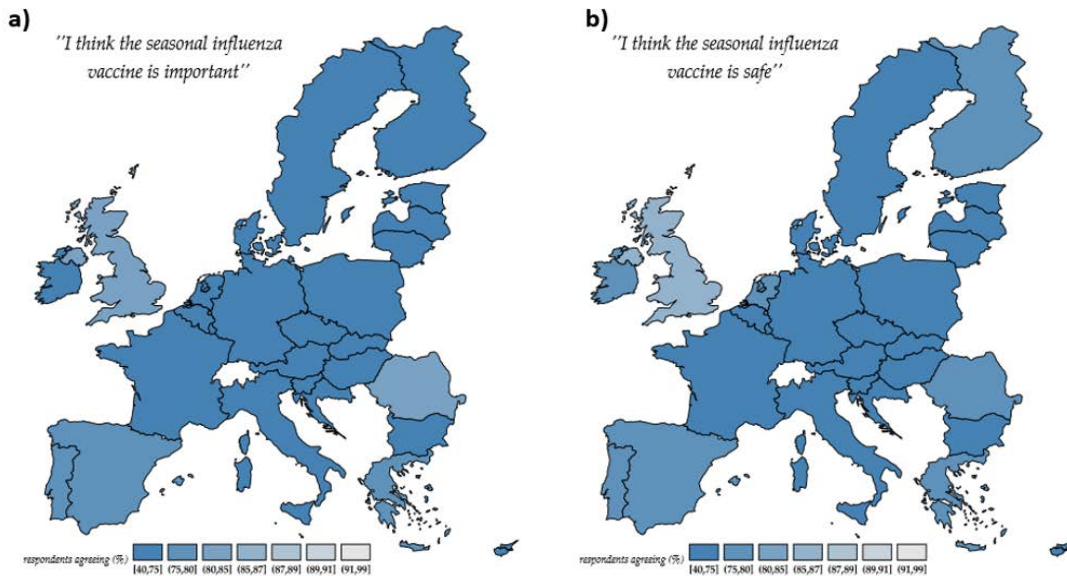 a)
"I think the seasonal influenza
vaccine is important"
respondents agreeing (%)
[40,75] (75,80] (80,85] (85,87] (87,89] (89,91] (91,99]
b)
"I think the seasonal influenza
vaccine is safe"
respondents agreeing (%)
[40,75] (75,80] (80,85] (85,87] (87,89] (89,91] (91,99]